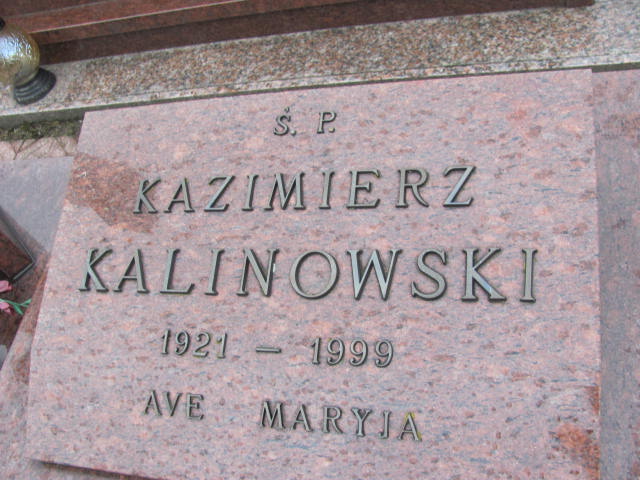 Ś. P.
KAZIMIERZ
KALINOWSKI
1921 – 1999
AVE MARYJA